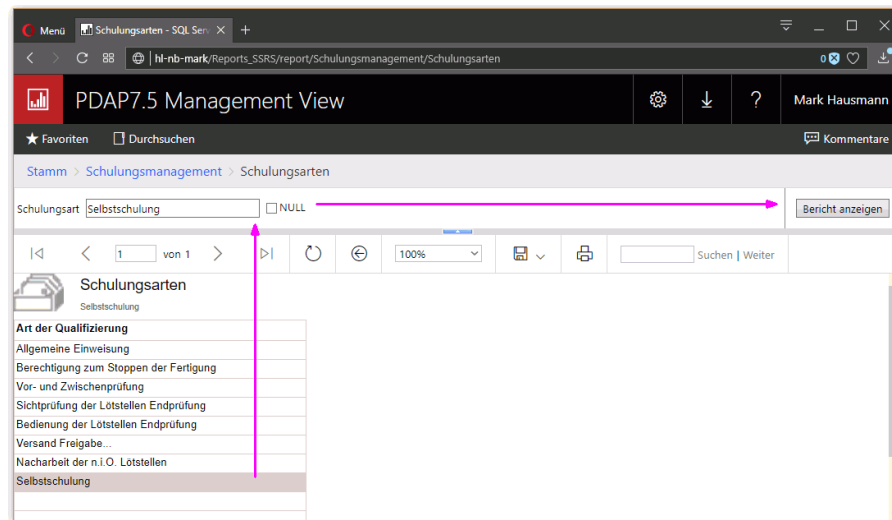 Menü Schulungsarten - SQL Ser
hl-nb-mark/Reports_SSRS/report/Schulungsmanagement/Schulungsarten 0
PDAP7.5 Management View ? Mark Hausmann
Favoriten Durchsuchen Kommentare
Stamm > Schulungsmanagement > Schulungsarten
Schulungsart Selbstschulung NULL Bericht anzeigen
1 von 1 100% Suchen | Weiter
Schulungsarten
Selbstschulung
Art der Qualifizierung
Allgemeine Einweisung
Berechtigung zum Stoppen der Fertigung
Vor- und Zwischenprüfung
Sichtprüfung der Lötstellen Endprüfung
Bedienung der Lötstellen Endprüfung
Versand Freigabe...
Nacharbeit der n.i.O. Lötstellen
Selbstschulung